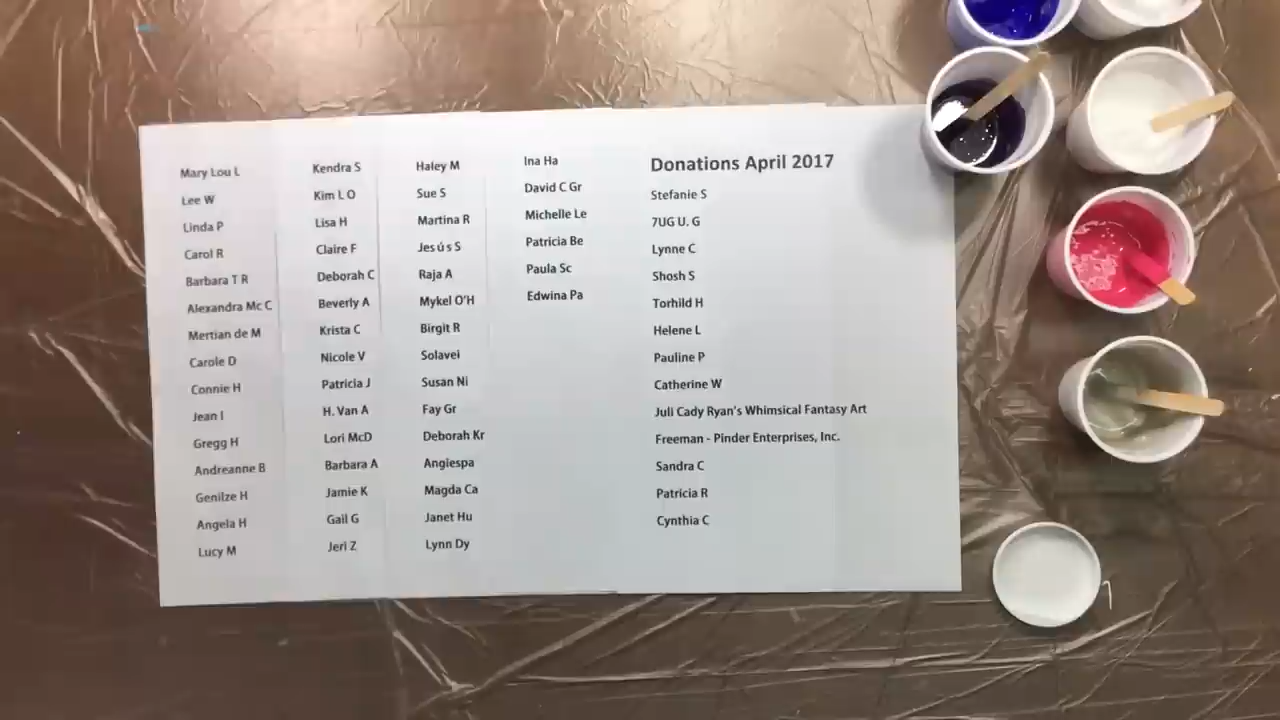 Mary Lou L
Lee W
Linda P
Carol R
Barbara T R
Alexandra Mc C
Mertian de M
Carole D
Connie H
Jean I
Gregg H
Andreanne B
Genilze H
Angela H
Lucy M
Kendra S
Kim L O
Lisa H
Claire F
Deborah C
Beverly A
Krista C
Nicole V
Patricia J
H. Van A
Lori McD
Barbara A
Jamie K
Gail G
Jeri Z
Haley M
Sue S
Martina R
Jesús S
Raja A
Mykel O'H
Birgit R
Solavei
Susan Ni
Fay Gr
Deborah Kr
Angiespa
Magda Ca
Janet Hu
Lynn Dy
Ina Ha
David C Gr
Michelle Le
Patricia Be
Paula Sc
Edwina Pa
Donations April 2017
Stefanie S
7UG U. G
Lynne C
Shosh S
Torhild H
Helene L
Pauline P
Catherine W
Juli Cady Ryan's Whimsical Fantasy Art
Freeman - Pinder Enterprises, Inc.
Sandra C
Patricia R
Cynthia C